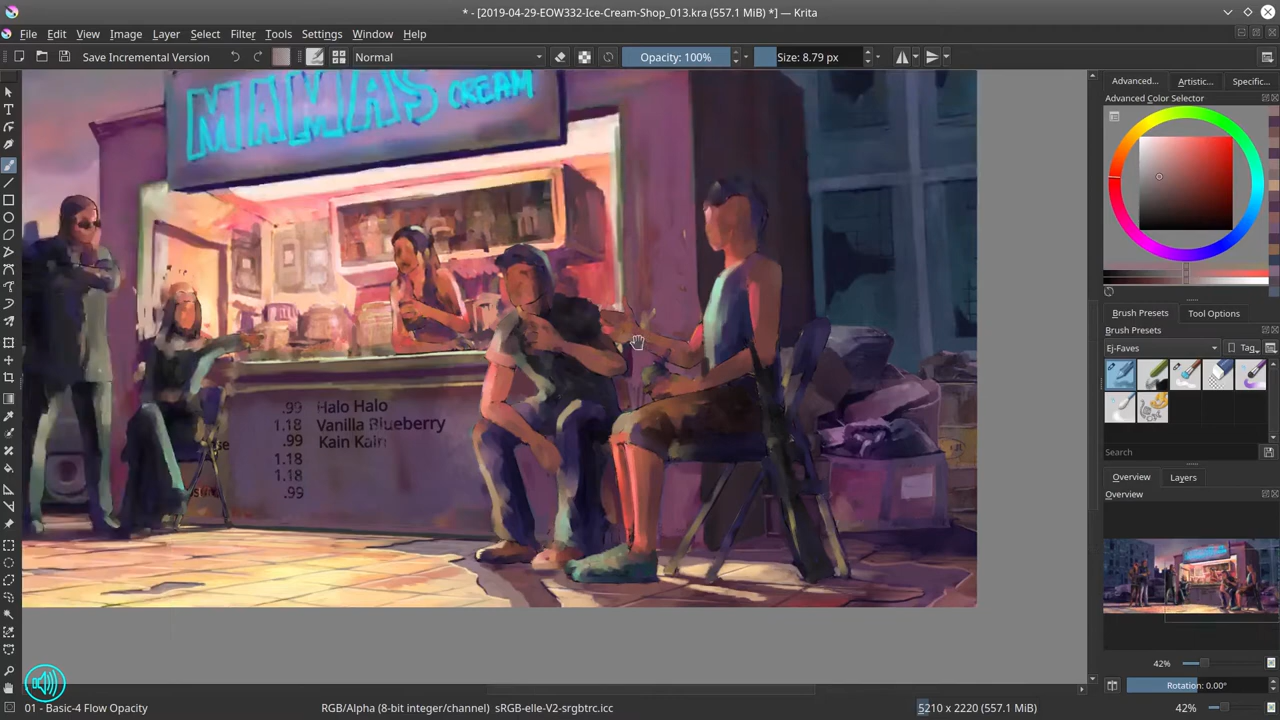 * - [2019-04-29-EOW332-Ice-Cream-Shop_013.kra (557.1 MiB) *] — Krita
File Edit View Image Layer Select Filter Tools Settings Window Help
Save Incremental Version Normal Opacity: 100% Size: 8.79 px
Advanced... Artistic... Specific...
Advanced Color Selector
MAMA'S CREAM
Brush Presets Tool Options
Brush Presets
Ej-Faves Tag
.99 Halo Halo
1.18 Vanilla Blueberry
.99 Kain Kain
1.18
1.18
.99
Search
Overview Layers
Overview
42%
Rotation: 0.00°
01 - Basic-4 Flow Opacity RGB/Alpha (8-bit integer/channel) sRGB-elle-V2-srgbtrc.icc 5210 x 2220 (557.1 MiB) 42%